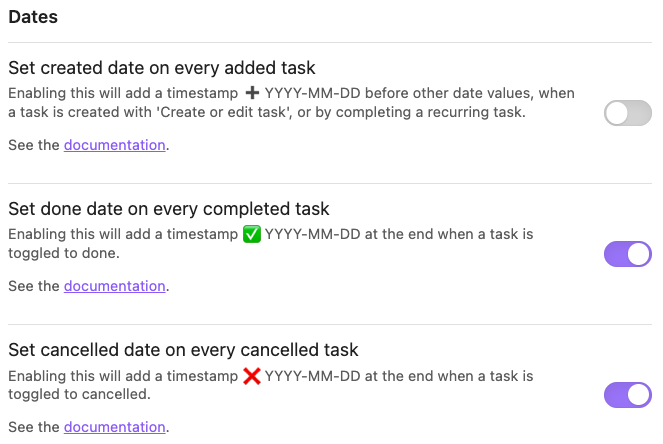 Dates
Set created date on every added task
Enabling this will add a timestamp ➕ YYYY-MM-DD before other date values, when
a task is created with 'Create or edit task', or by completing a recurring task.
See the documentation.
Set done date on every completed task
Enabling this will add a timestamp ✅ YYYY-MM-DD at the end when a task is
toggled to done.
See the documentation.
Set cancelled date on every cancelled task
Enabling this will add a timestamp ❌ YYYY-MM-DD at the end when a task is
toggled to cancelled.
See the documentation.